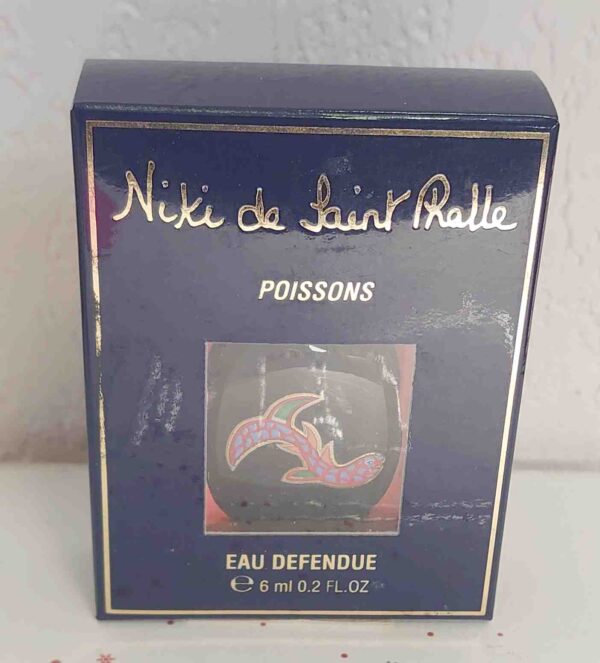 Niki de Saint Phalle
POISSONS
EAU DEFENDUE
℮ 6 ml 0.2 FL.OZ